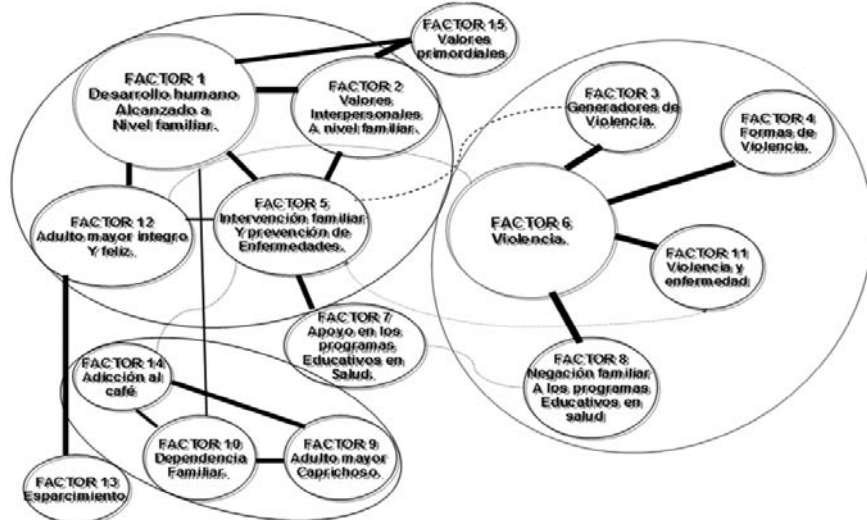 FACTOR 15
Valores
primordiales
FACTOR 1
Desarrollo humano
Alcanzado a
Nivel familiar.
FACTOR 2
Valores
Interpersonales
A nivel familiar.
FACTOR 3
Generadores de
Violencia.
FACTOR 4
Formas de
Violencia.
FACTOR 5
Intervención familiar
Y prevención de
Enfermedades.
FACTOR 12
Adulto mayor integro
Y feliz.
FACTOR 6
Violencia.
FACTOR 11
Violencia y
enfermedad
FACTOR 7
Apoyo en los
programas
Educativos en
Salud.
FACTOR 8
Negación familiar
A los programas
Educativos en
salud
FACTOR 14
Adicción al
café
FACTOR 10
Dependencia
Familiar.
FACTOR 9
Adulto mayor
Caprichoso.
FACTOR 13
Esparcimiento